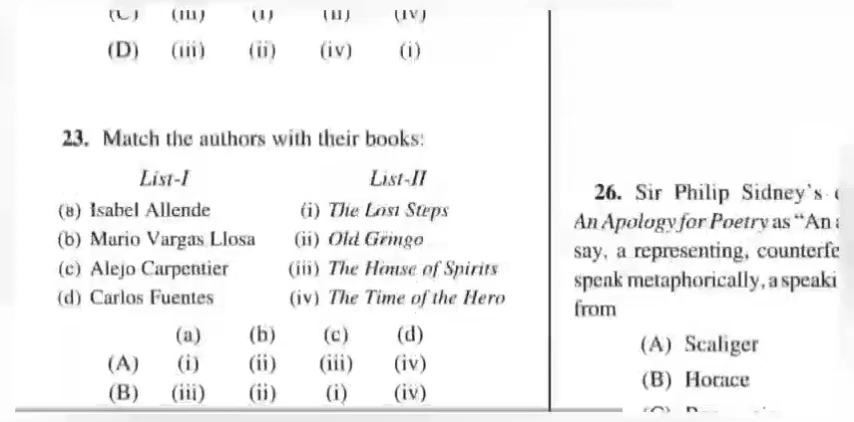 (iii) (i) (ii) (iv)
(D) (iii) (ii) (iv) (i)
23. Match the authors with their books:
List-I List-II
(a) Isabel Allende (i) The Lost Steps
(b) Mario Vargas Llosa (ii) Old Gringo
(c) Alejo Carpentier (iii) The House of Spirits
(d) Carlos Fuentes (iv) The Time of the Hero
(a) (b) (c) (d)
(A) (i) (ii) (iii) (iv)
(B) (iii) (ii) (i) (iv)
26. Sir Philip Sidney's
An Apology for Poetry as "An
say, a representing, counterfe
speak metaphorically, a speaki
from
(A) Scaliger
(B) Horace